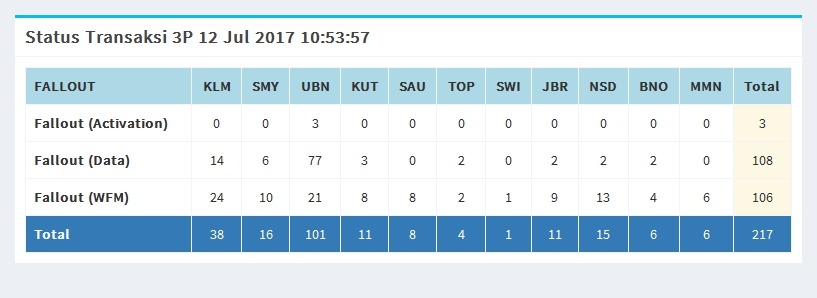 Status Transaksi 3P 12 Jul 2017 10:53:57
FALLOUT KLM SMY UBN KUT SAU TOP SWI JBR NSD BNO MMN Total
Fallout (Activation) 0 0 3 0 0 0 0 0 0 0 0 3
Fallout (Data) 14 6 77 3 0 2 0 2 2 2 0 108
Fallout (WFM) 24 10 21 8 8 2 1 9 13 4 6 106
Total 38 16 101 11 8 4 1 11 15 6 6 217